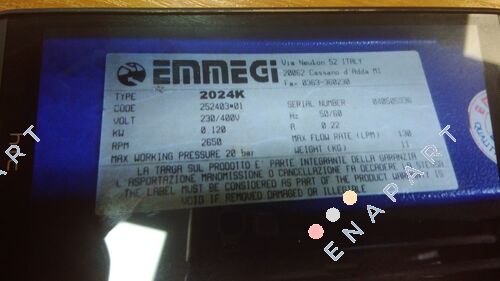 EMMEGI
Via Newton 52 ITALY
20062 Cassano d'Adda MI
Fax 0363-360230
TYPE 2024K
CODE 252403*01 SERIAL NUMBER
VOLT 230/400V Hz 50/60
KW 0.120 A 0.22
RPM 2650 MAX FLOW RATE (LPM) 130
MAX WORKING PRESSURE 20 bar WEIGHT (KG) 11
LA TARGA SUL PRODOTTO E' PARTE INTEGRANTE DELLA GARANZIA
L'ASPORTAZIONE MANOMISSIONE O CANCELLAZIONE FA DECADERE LA STESSA
THE LABEL MUST BE CONSIDERED AS PART OF THE PRODUCT WARRANTY IS
VOID IF REMOVED DAMAGED OR ILLEGIBLE
ENAPART